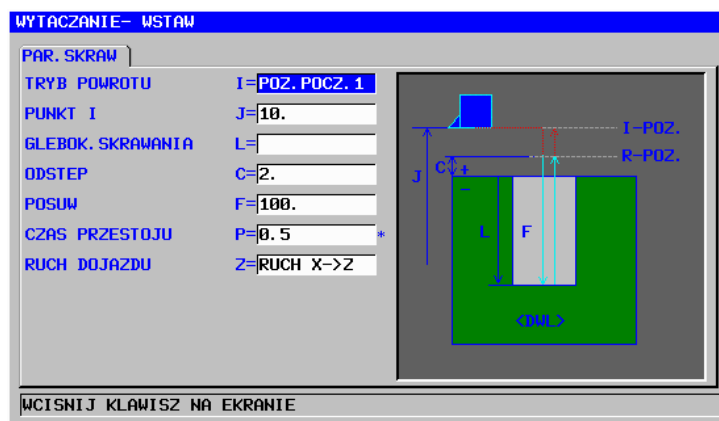 WYTACZANIE- WSTAW
PAR.SKRAW
TRYB POWROTU I=POZ.POCZ.1
PUNKT I J=10.
GLEBOK.SKRAWANIA L=
ODSTEP C=2.
POSUW F=100.
CZAS PRZESTOJU P=0.5 *
RUCH DOJAZDU Z=RUCH X->Z
I-POZ.
R-POZ.
J
C
+
-
L
F
<DWL>
WCISNIJ KLAWISZ NA EKRANIE